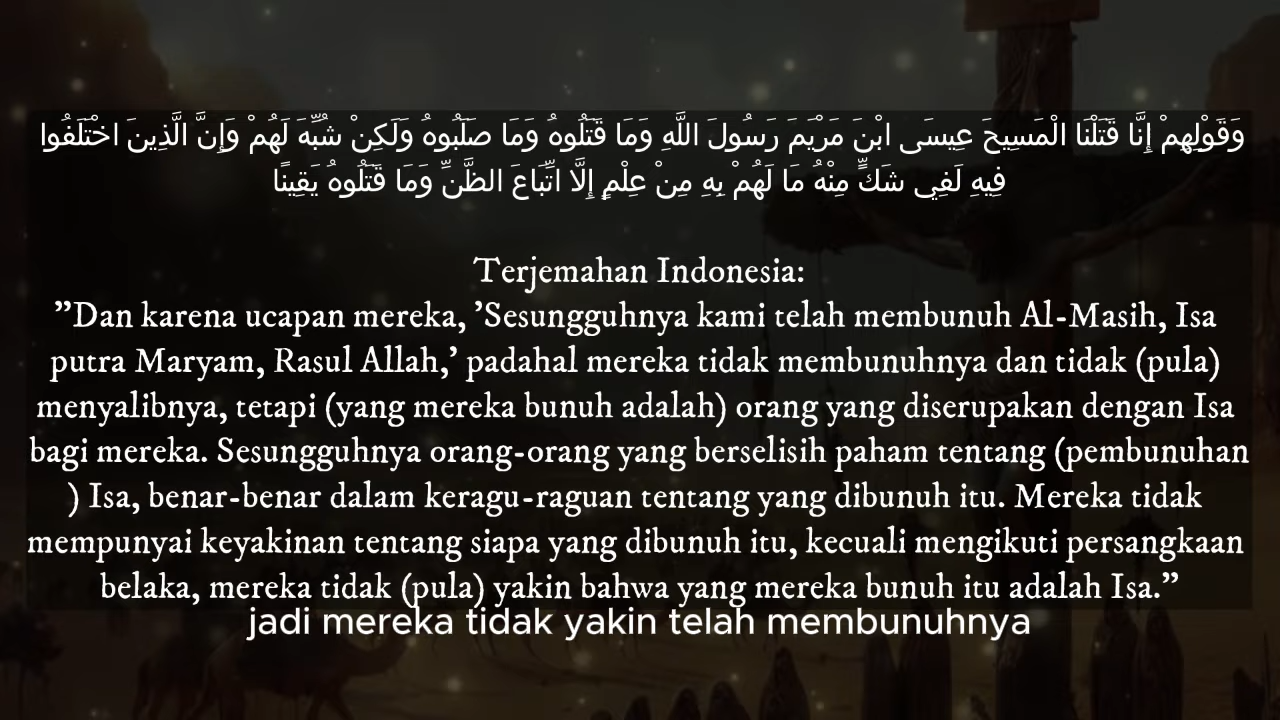 وَقَوْلِهِمْ إِنَّا قَتَلْنَا الْمَسِيحَ عِيسَى ابْنَ مَرْيَمَ رَسُولَ اللَّهِ وَمَا قَتَلُوهُ وَمَا صَلَبُوهُ وَلَكِنْ شُبِّهَ لَهُمْ وَإِنَّ الَّذِينَ اخْتَلَفُوا
فِيهِ لَفِي شَكٍّ مِنْهُ مَا لَهُمْ بِهِ مِنْ عِلْمٍ إِلَّا اتِّبَاعَ الظَّنِّ وَمَا قَتَلُوهُ يَقِينًا
Terjemahan Indonesia:
"Dan karena ucapan mereka, 'Sesungguhnya kami telah membunuh Al-Masih, Isa
putra Maryam, Rasul Allah,' padahal mereka tidak membunuhnya dan tidak (pula)
menyalibnya, tetapi (yang mereka bunuh adalah) orang yang diserupakan dengan Isa
bagi mereka. Sesungguhnya orang-orang yang berselisih paham tentang (pembunuhan
) Isa, benar-benar dalam keragu-raguan tentang yang dibunuh itu. Mereka tidak
mempunyai keyakinan tentang siapa yang dibunuh itu, kecuali mengikuti persangkaan
belaka, mereka tidak (pula) yakin bahwa yang mereka bunuh itu adalah Isa."
jadi mereka tidak yakin telah membunuhnya